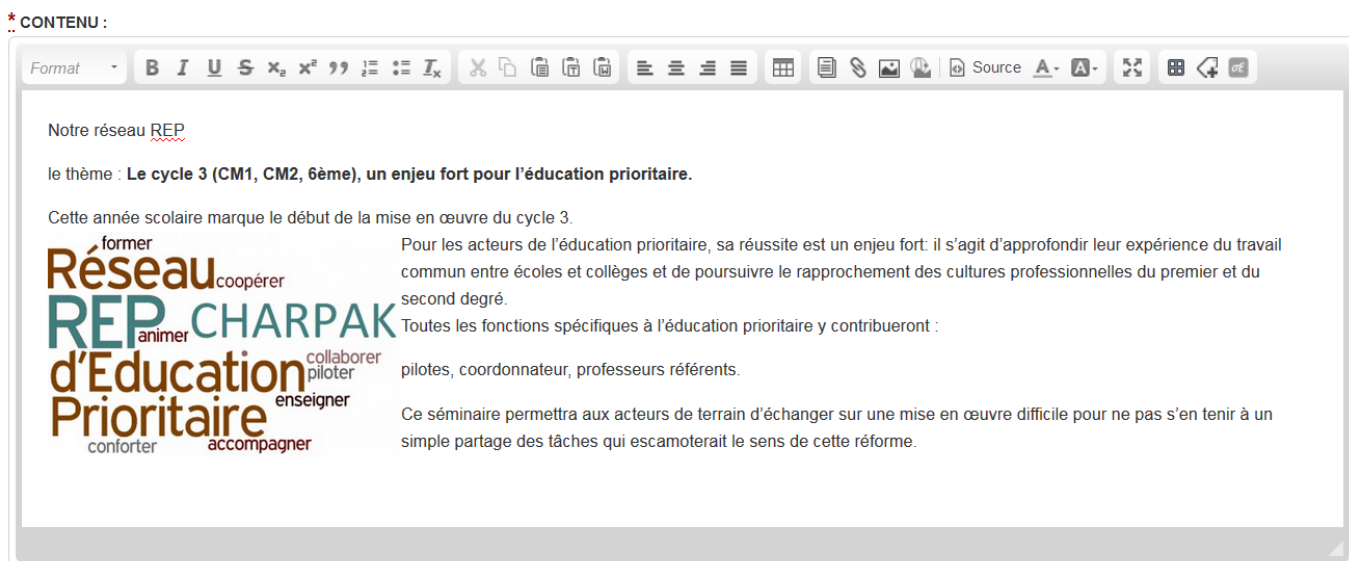 * CONTENU :
Format
Source
Notre réseau REP
le thème : Le cycle 3 (CM1, CM2, 6ème), un enjeu fort pour l’éducation prioritaire.
Cette année scolaire marque le début de la mise en œuvre du cycle 3.
former
Réseau
coopérer
REP
animer
CHARPAK
d'Education
collaborer
piloter
Prioritaire
enseigner
conforter
accompagner
Pour les acteurs de l’éducation prioritaire, sa réussite est un enjeu fort: il s’agit d’approfondir leur expérience du travail
commun entre écoles et collèges et de poursuivre le rapprochement des cultures professionnelles du premier et du
second degré.
Toutes les fonctions spécifiques à l’éducation prioritaire y contribueront :
pilotes, coordonnateur, professeurs référents.
Ce séminaire permettra aux acteurs de terrain d’échanger sur une mise en œuvre difficile pour ne pas s’en tenir à un
simple partage des tâches qui escamoterait le sens de cette réforme.